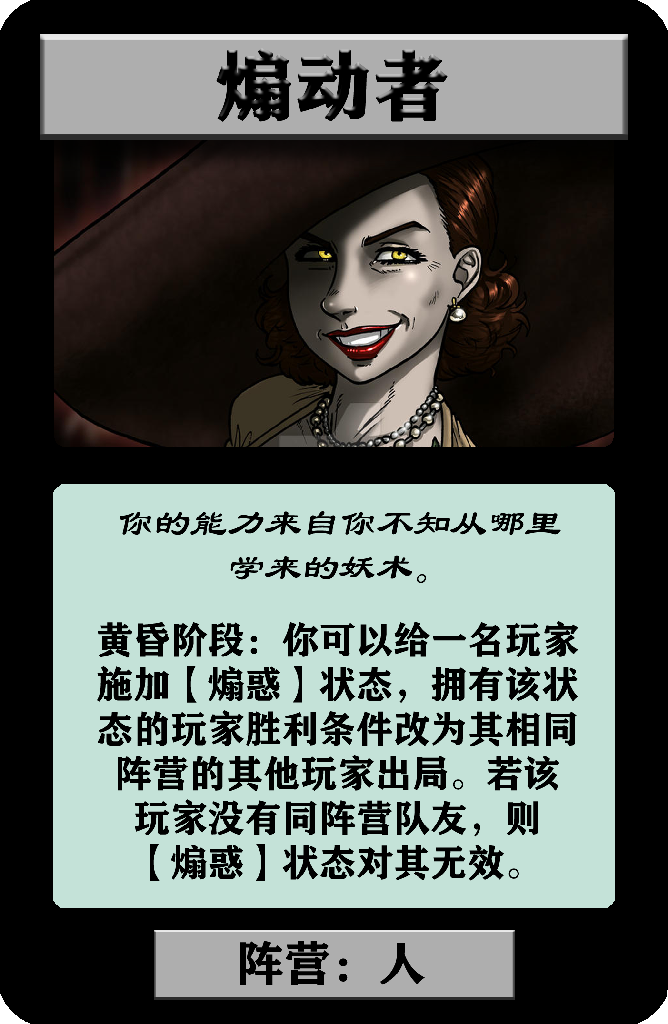 煽动者
你的能力来自你不知从哪里
学来的妖术。
黄昏阶段：你可以给一名玩家
施加【煽惑】状态，拥有该状
态的玩家胜利条件改为其相同
阵营的其他玩家出局。若该
玩家没有同阵营队友，则
【煽惑】状态对其无效。
阵营：人